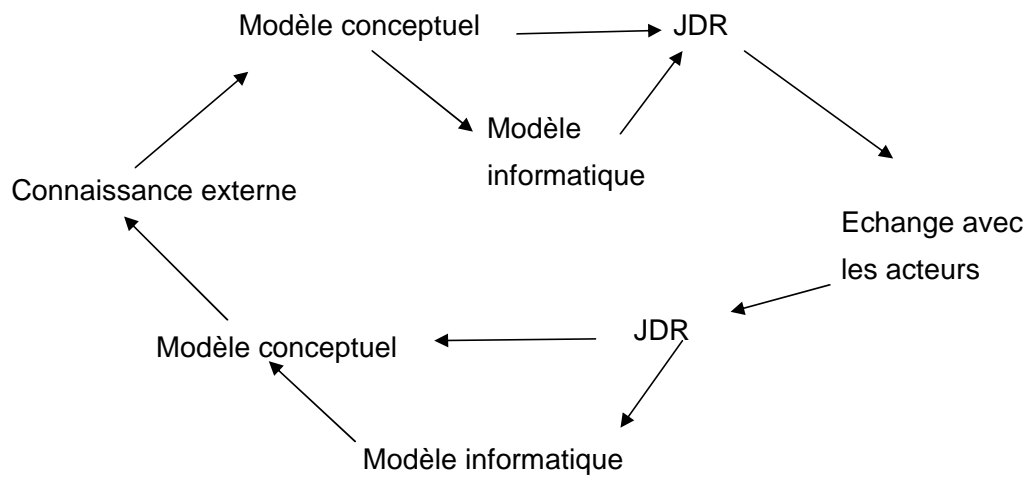 Modèle conceptuel
JDR
Modèle
informatique
Connaissance externe
Echange avec
les acteurs
JDR
Modèle conceptuel
Modèle informatique